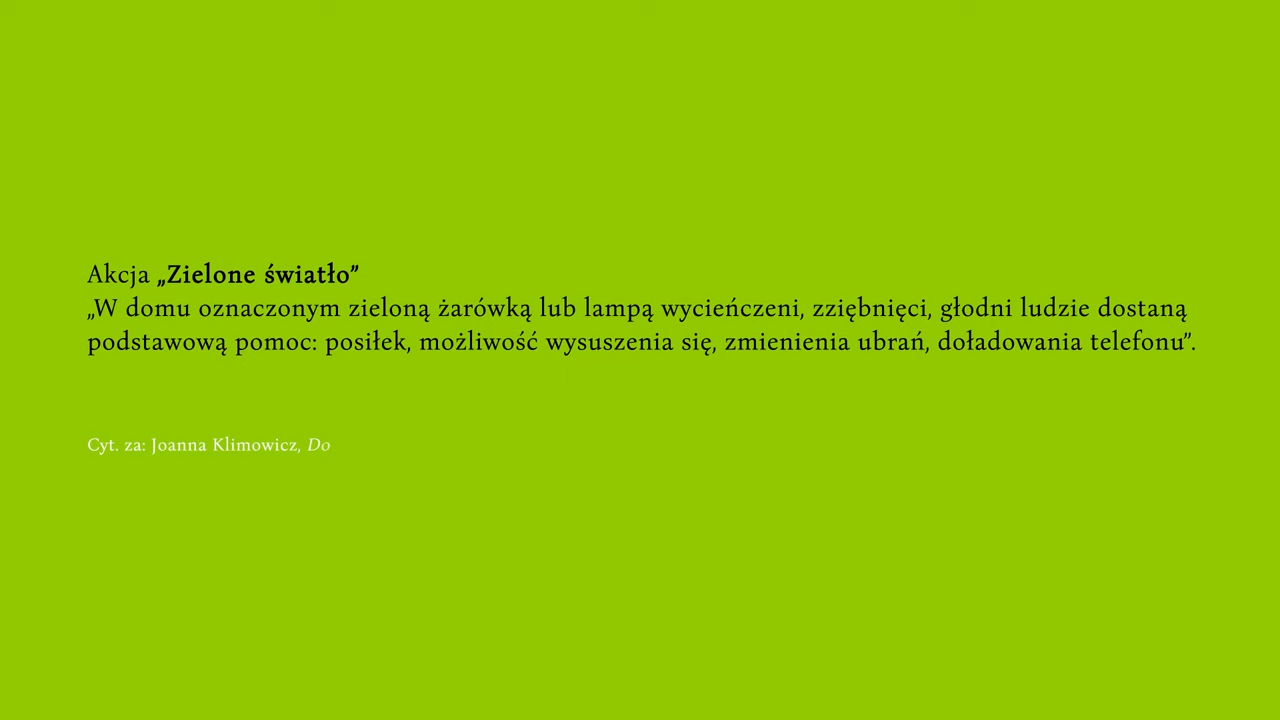 Akcja „Zielone światło”
„W domu oznaczonym zieloną żarówką lub lampą wycieńczeni, zziębnięci, głodni ludzie dostaną
podstawową pomoc: posiłek, możliwość wysuszenia się, zmienienia ubrań, doładowania telefonu”.
Cyt. za: Joanna Klimowicz, Do